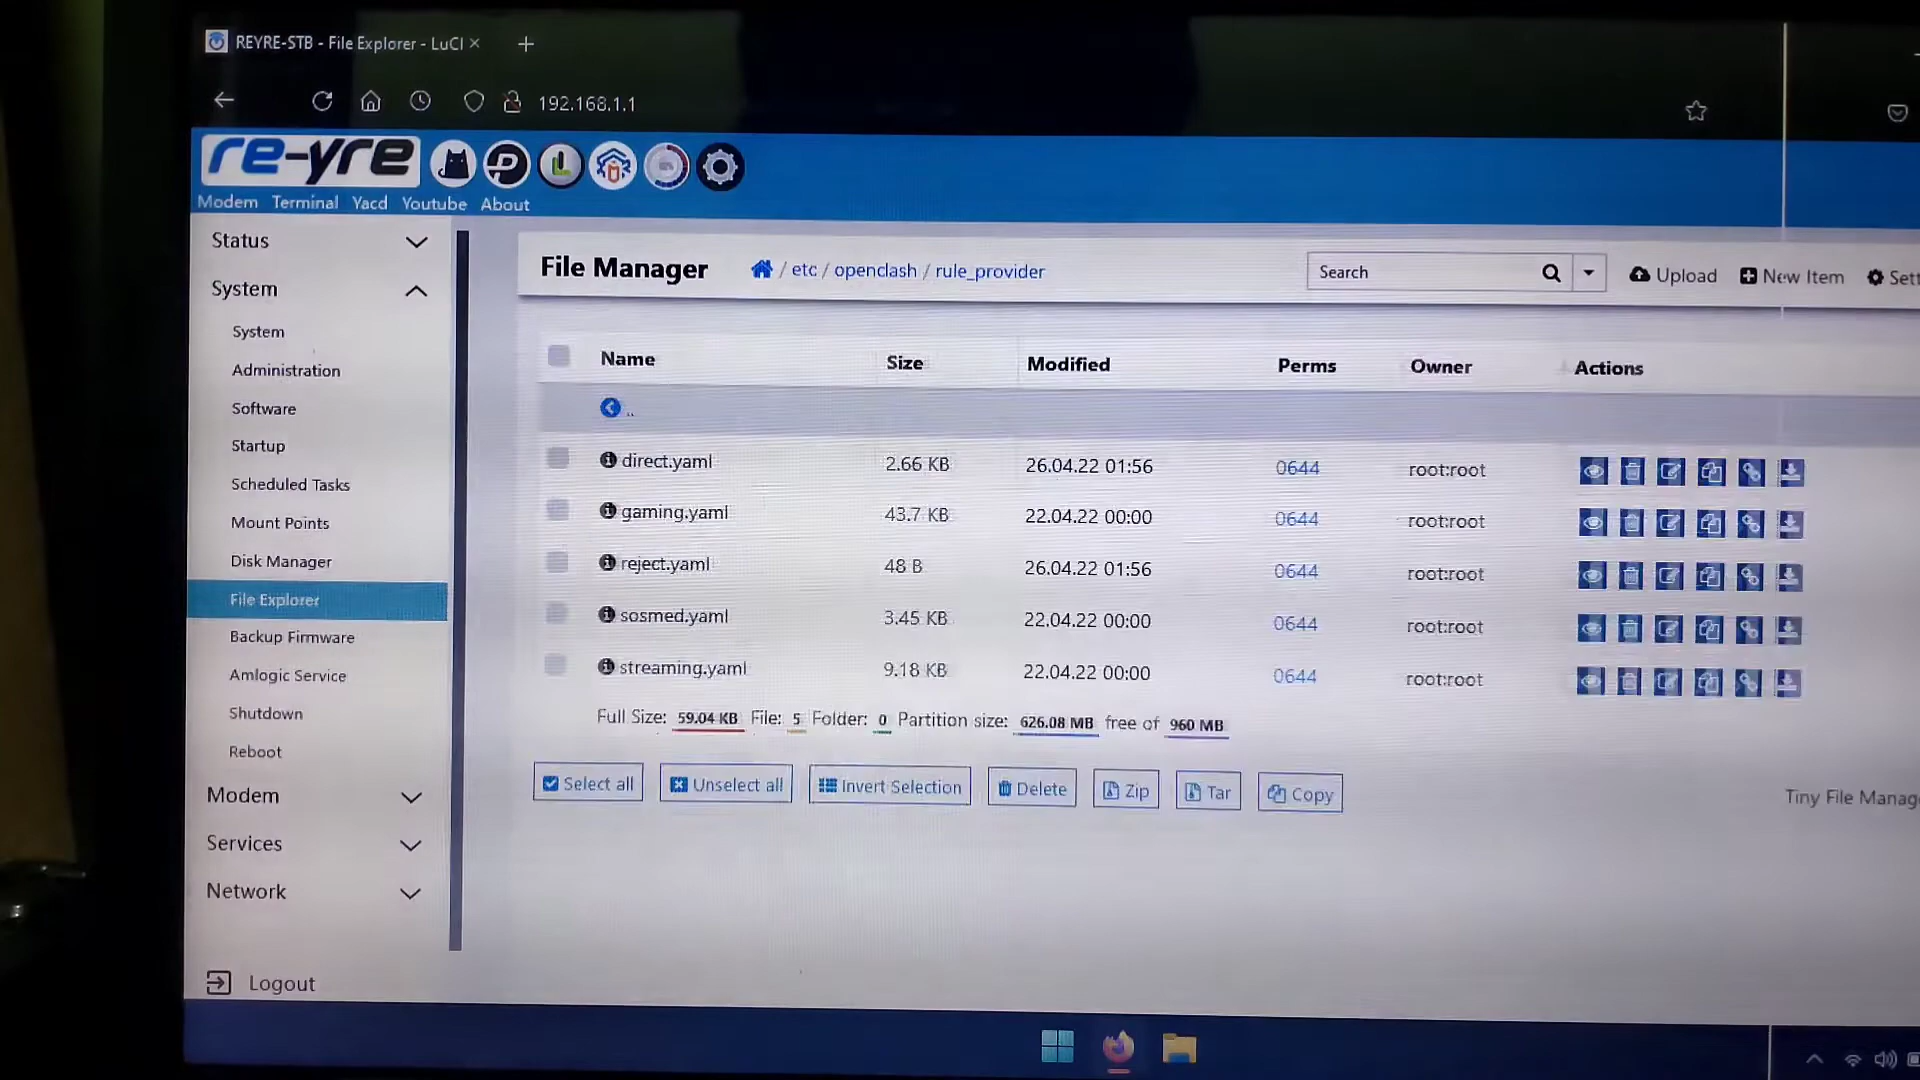 REYRE-STB - File Explorer - LuCI ×
192.168.1.1
re-yre
Modem Terminal Yacd Youtube About
Status
System
System
Administration
Software
Startup
Scheduled Tasks
Mount Points
Disk Manager
File Explorer
Backup Firmware
Amlogic Service
Shutdown
Reboot
Modem
Services
Network
Logout
File Manager / etc / openclash / rule_provider
Search Upload New Item Sett
Name Size Modified Perms Owner Actions
..
direct.yaml 2.66 KB 26.04.22 01:56 0644 root:root
gaming.yaml 43.7 KB 22.04.22 00:00 0644 root:root
reject.yaml 48 B 26.04.22 01:56 0644 root:root
sosmed.yaml 3.45 KB 22.04.22 00:00 0644 root:root
streaming.yaml 9.18 KB 22.04.22 00:00 0644 root:root
Full Size: 59.04 KB File: 5 Folder: 0 Partition size: 626.08 MB free of 960 MB
Select all Unselect all Invert Selection Delete Zip Tar Copy
Tiny File Manag